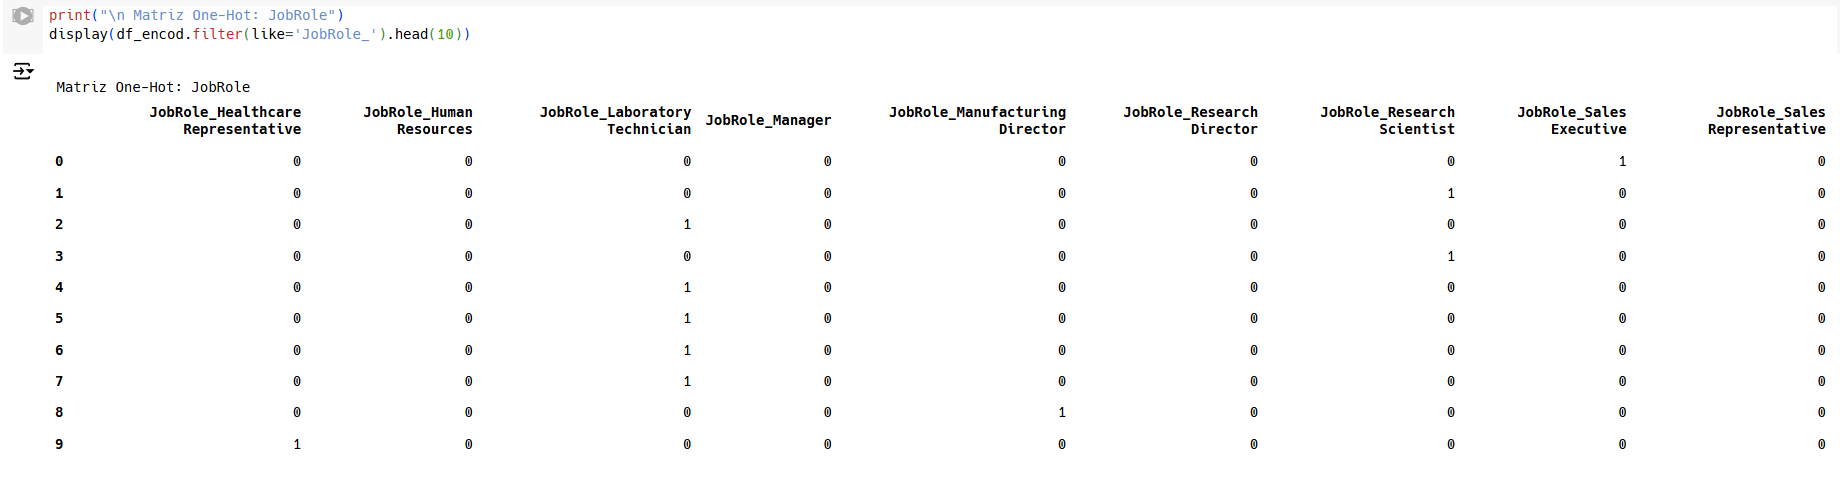 print("\n Matriz One-Hot: JobRole")
display(df_encod.filter(like='JobRole_').head(10))
Matriz One-Hot: JobRole
JobRole_Healthcare Representative JobRole_Human Resources JobRole_Laboratory Technician JobRole_Manager JobRole_Manufacturing Director JobRole_Research Director JobRole_Research Scientist JobRole_Sales Executive JobRole_Sales Representative
0 0 0 0 0 0 0 0 1 0
1 0 0 0 0 0 0 1 0 0
2 0 0 1 0 0 0 0 0 0
3 0 0 0 0 0 0 1 0 0
4 0 0 1 0 0 0 0 0 0
5 0 0 1 0 0 0 0 0 0
6 0 0 1 0 0 0 0 0 0
7 0 0 1 0 0 0 0 0 0
8 0 0 0 0 1 0 0 0 0
9 1 0 0 0 0 0 0 0 0